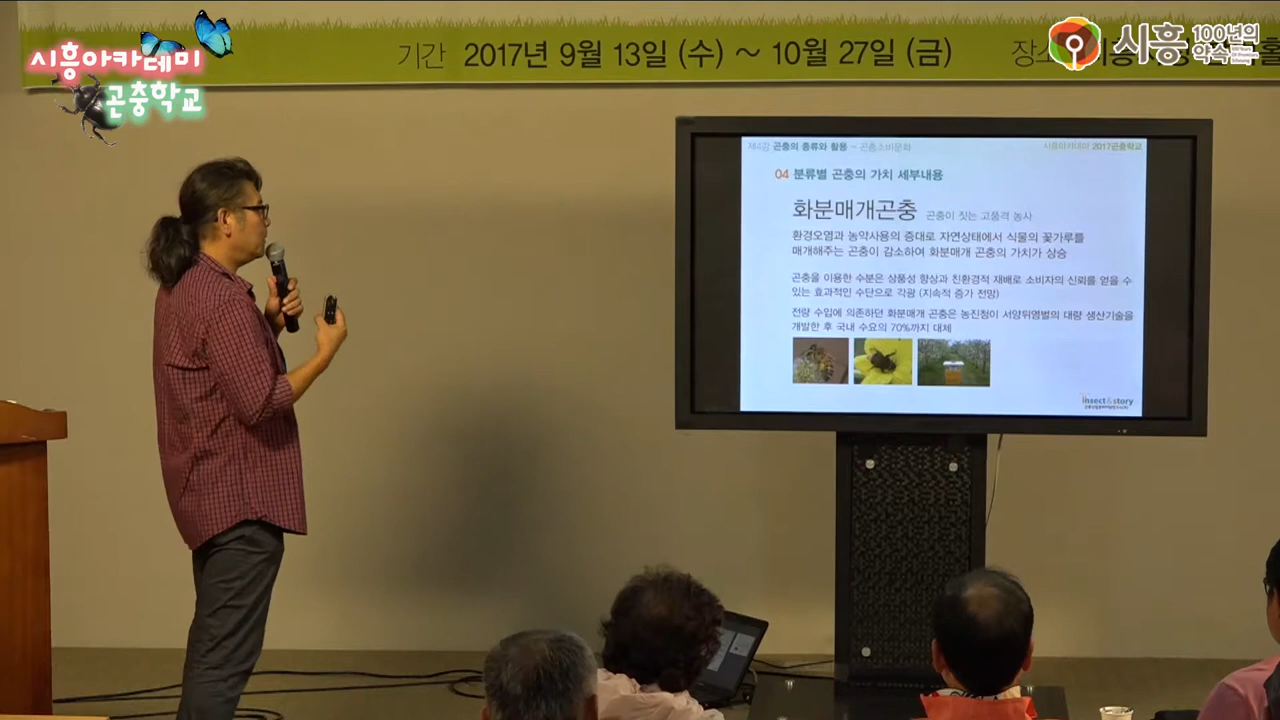 기간 2017년 9월 13일 (수) ~ 10월 27일 (금)
시흥아카데미
곤충학교
시흥 100년의
약속
제4강 곤충의 종류와 활용 - 곤충소비문화
시흥아카데미 2017곤충학교
04 분류별 곤충의 가치 세부내용
화분매개곤충 곤충이 짓는 고품격 농사
환경오염과 농약사용의 증대로 자연상태에서 식물의 꽃가루를
매개해주는 곤충이 감소하여 화분매개 곤충의 가치가 상승
곤충을 이용한 수분은 상품성 향상과 친환경적 재배로 소비자의 신뢰를 얻을 수
있는 효과적인 수단으로 각광 (지속적 증가 전망)
전량 수입에 의존하던 화분매개 곤충은 농진청이 서양뒤영벌의 대량 생산기술을
개발한 후 국내 수요의 70%까지 대체
insect&story